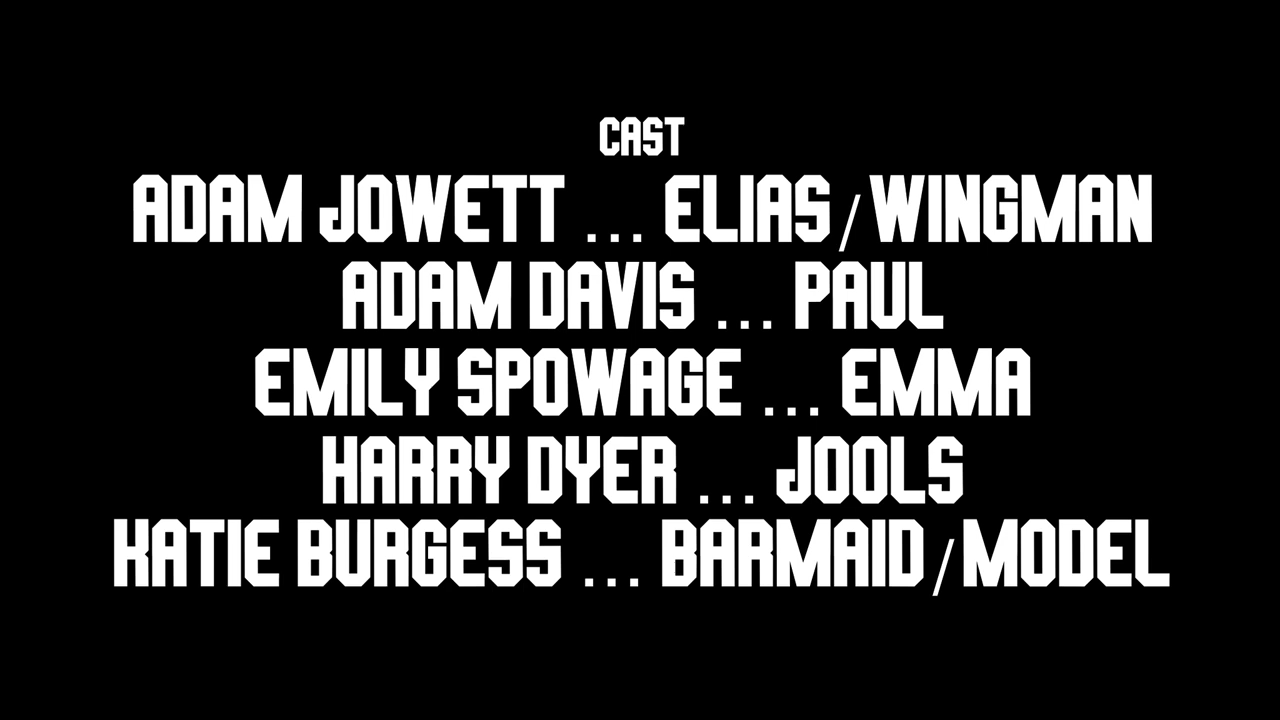 CAST
ADAM JOWETT ... ELIAS/WINGMAN
ADAM DAVIS ... PAUL
EMILY SPOWAGE ... EMMA
HARRY DYER ... JOOLS
KATIE BURGESS ... BARMAID/MODEL